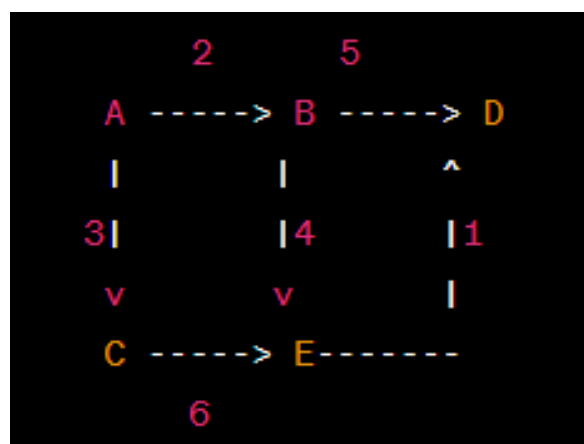 2 5
A -----> B -----> D
| | ^
3| |4 |1
v v |
C -----> E-------
6